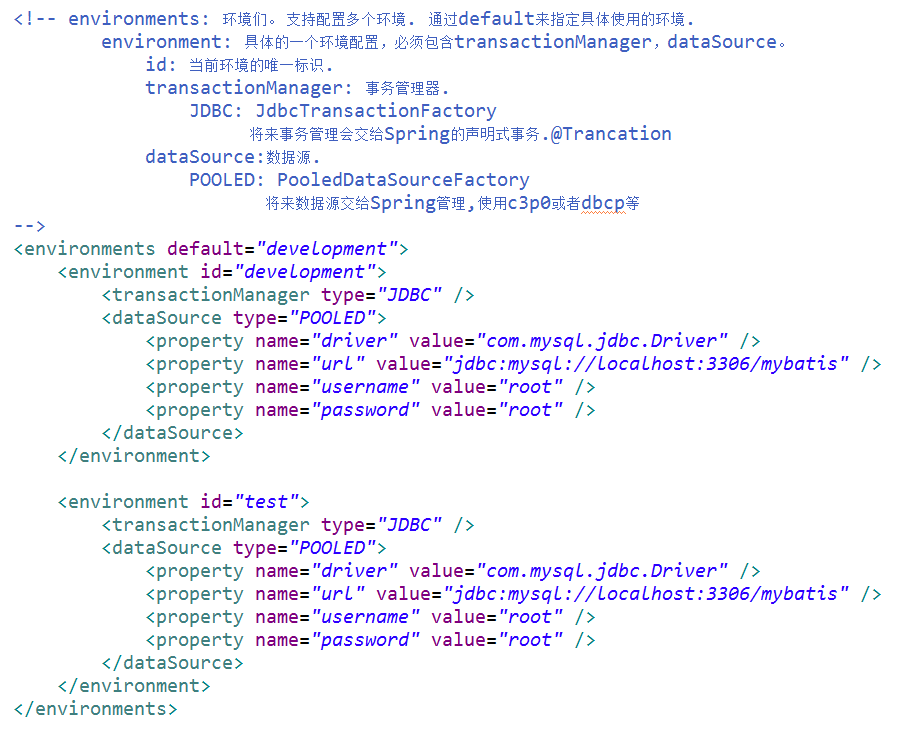 <!-- environments: 环境们。支持配置多个环境. 通过default来指定具体使用的环境.
        environment: 具体的一个环境配置，必须包含transactionManager，dataSource。
            id: 当前环境的唯一标识.
            transactionManager: 事务管理器.
                JDBC: JdbcTransactionFactory
                      将来事务管理会交给Spring的声明式事务.@Trancation
            dataSource:数据源.
                POOLED: PooledDataSourceFactory
                       将来数据源交给Spring管理,使用c3p0或者dbcp等
-->
<environments default="development">
    <environment id="development">
        <transactionManager type="JDBC" />
        <dataSource type="POOLED">
            <property name="driver" value="com.mysql.jdbc.Driver" />
            <property name="url" value="jdbc:mysql://localhost:3306/mybatis" />
            <property name="username" value="root" />
            <property name="password" value="root" />
        </dataSource>
    </environment>

    <environment id="test">
        <transactionManager type="JDBC" />
        <dataSource type="POOLED">
            <property name="driver" value="com.mysql.jdbc.Driver" />
            <property name="url" value="jdbc:mysql://localhost:3306/mybatis" />
            <property name="username" value="root" />
            <property name="password" value="root" />
        </dataSource>
    </environment>
</environments>